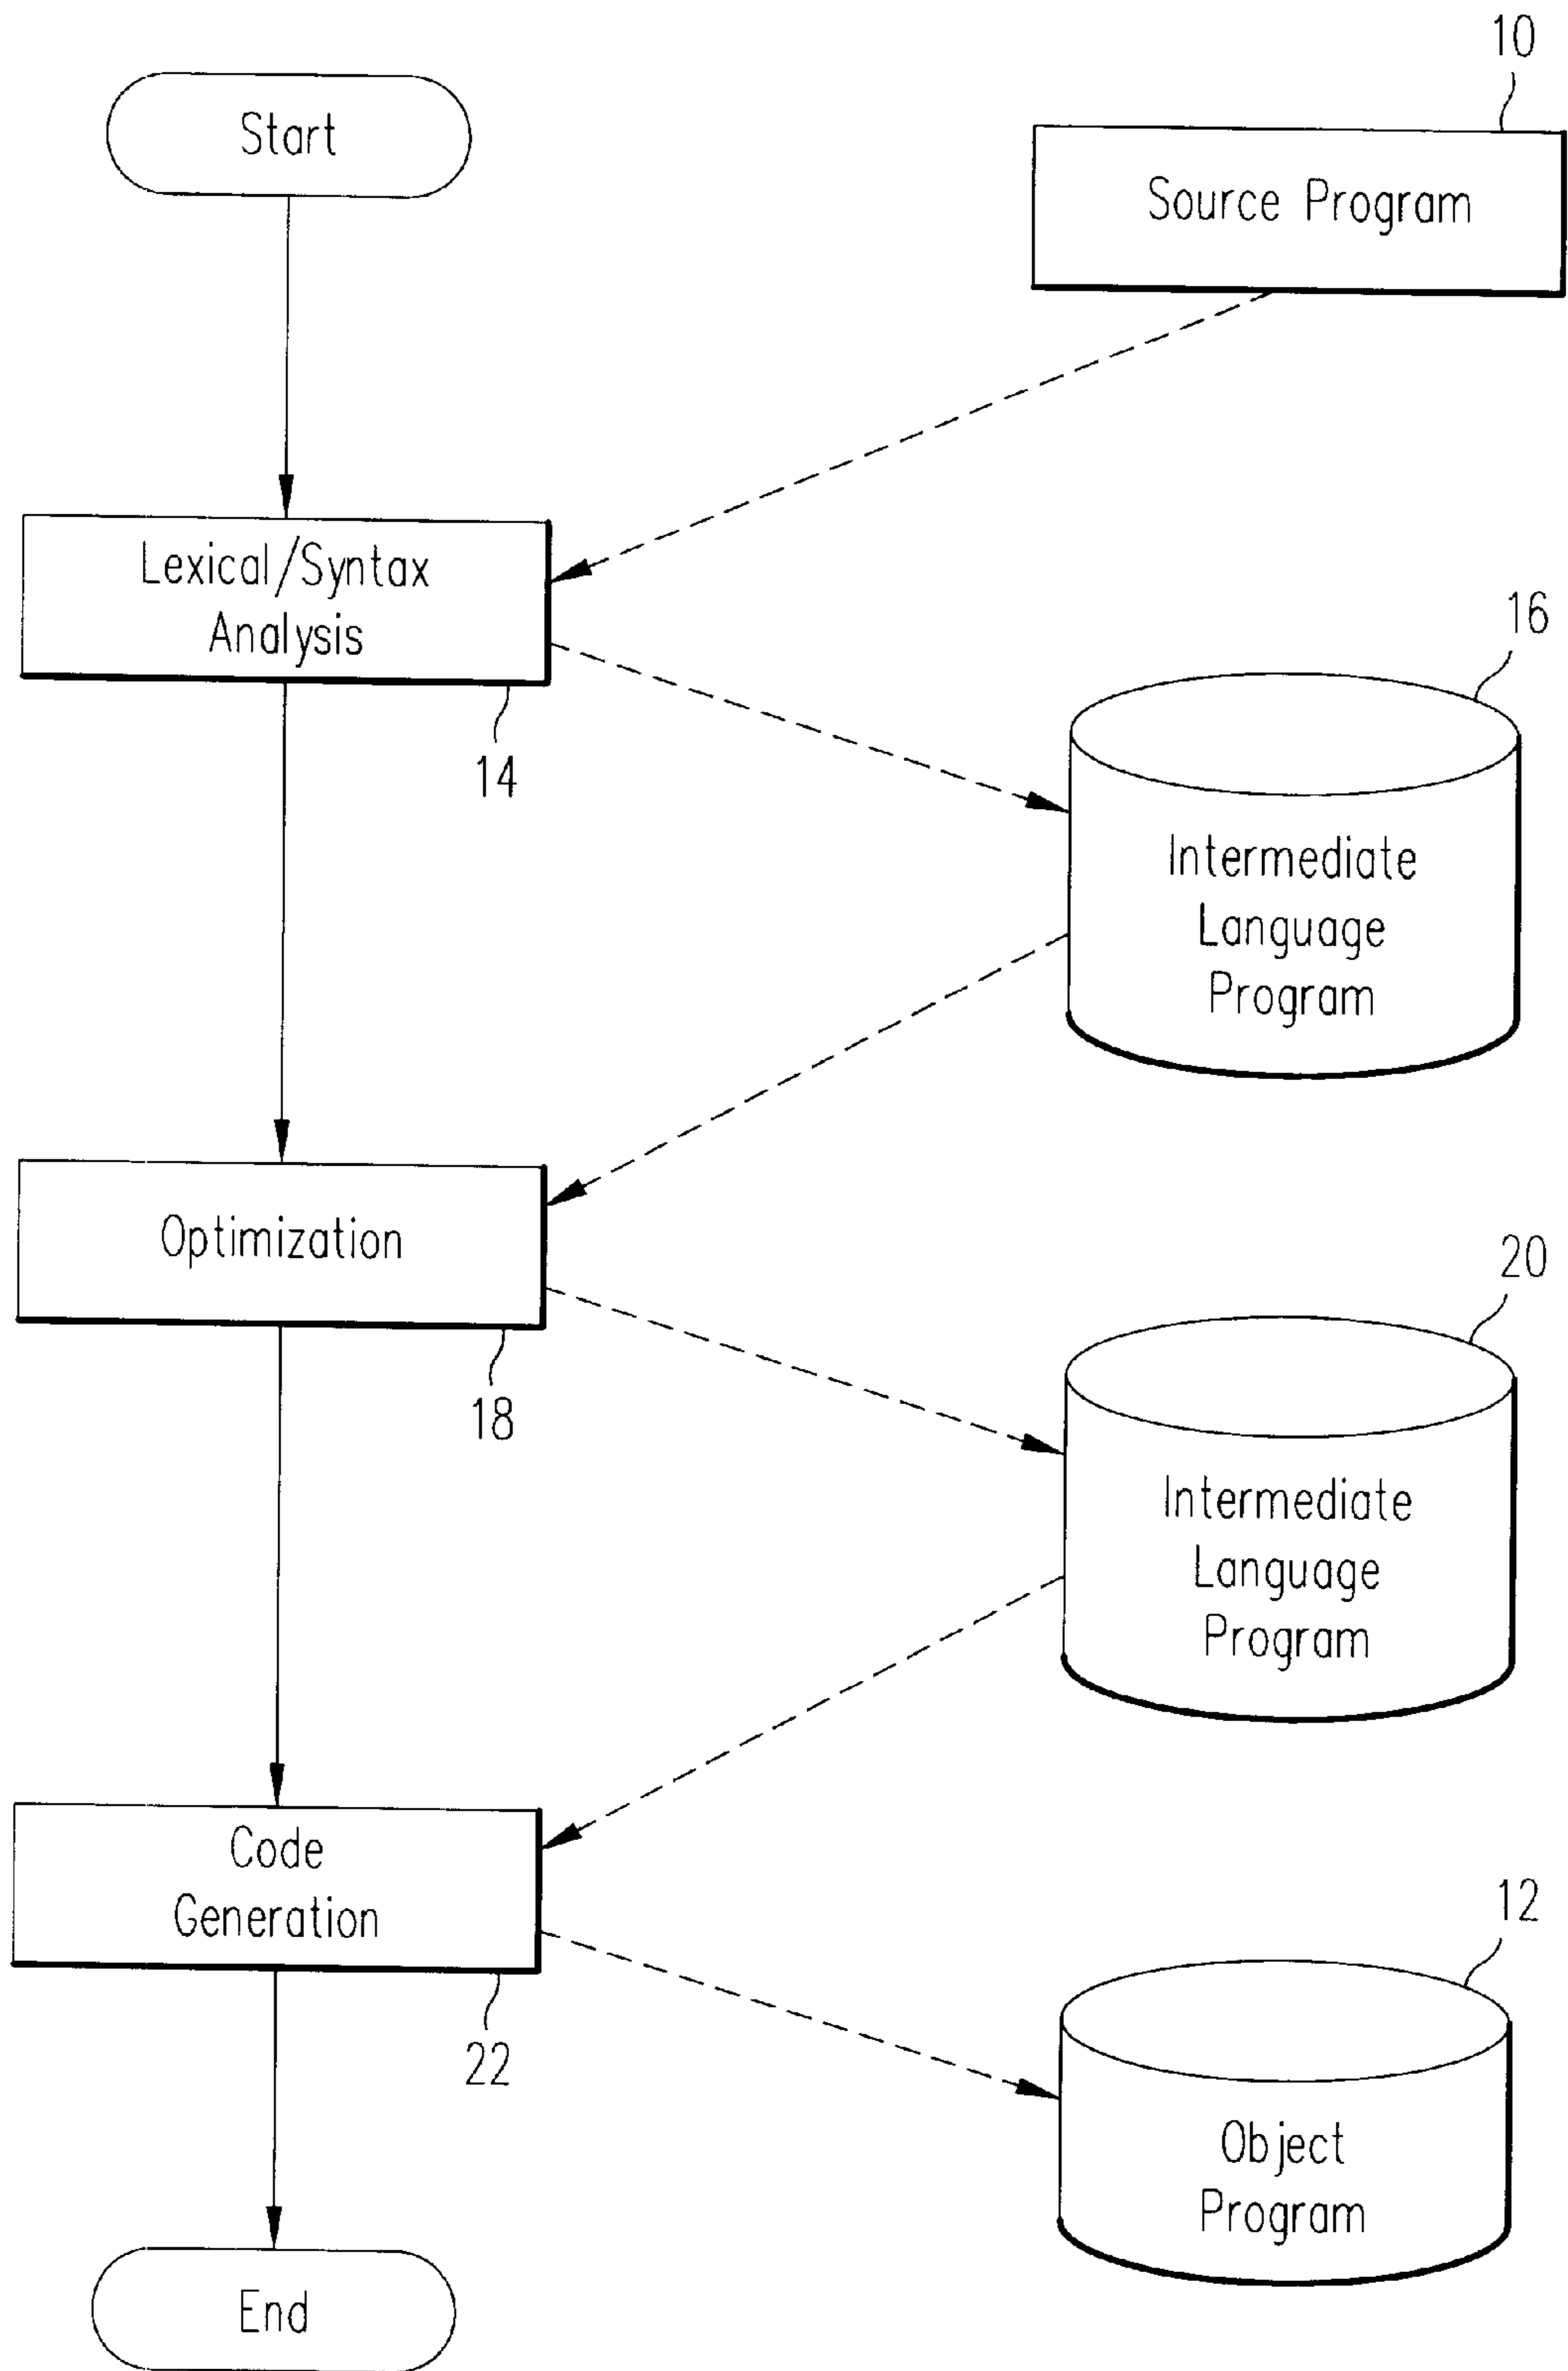 10
Start
Source Program
Lexical/Syntax
Analysis
14
16
Intermediate
Language
Program
Optimization
18
20
Intermediate
Language
Program
Code
Generation
22
12
Object
Program
End